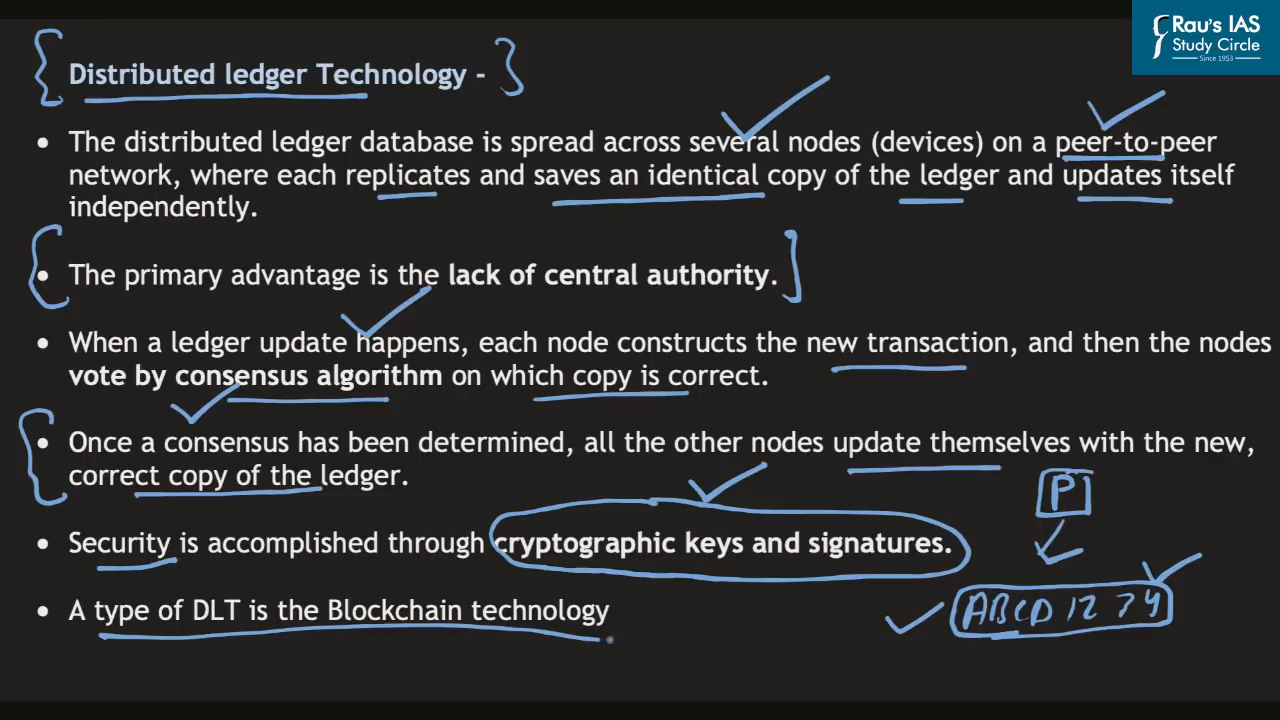 Rau's IAS
Study Circle
Since 1953
Distributed ledger Technology -
• The distributed ledger database is spread across several nodes (devices) on a peer-to-peer
network, where each replicates and saves an identical copy of the ledger and updates itself
independently.
• The primary advantage is the lack of central authority.
• When a ledger update happens, each node constructs the new transaction, and then the nodes
vote by consensus algorithm on which copy is correct.
• Once a consensus has been determined, all the other nodes update themselves with the new,
correct copy of the ledger.
P
• Security is accomplished through cryptographic keys and signatures.
• A type of DLT is the Blockchain technology
ABCD 12